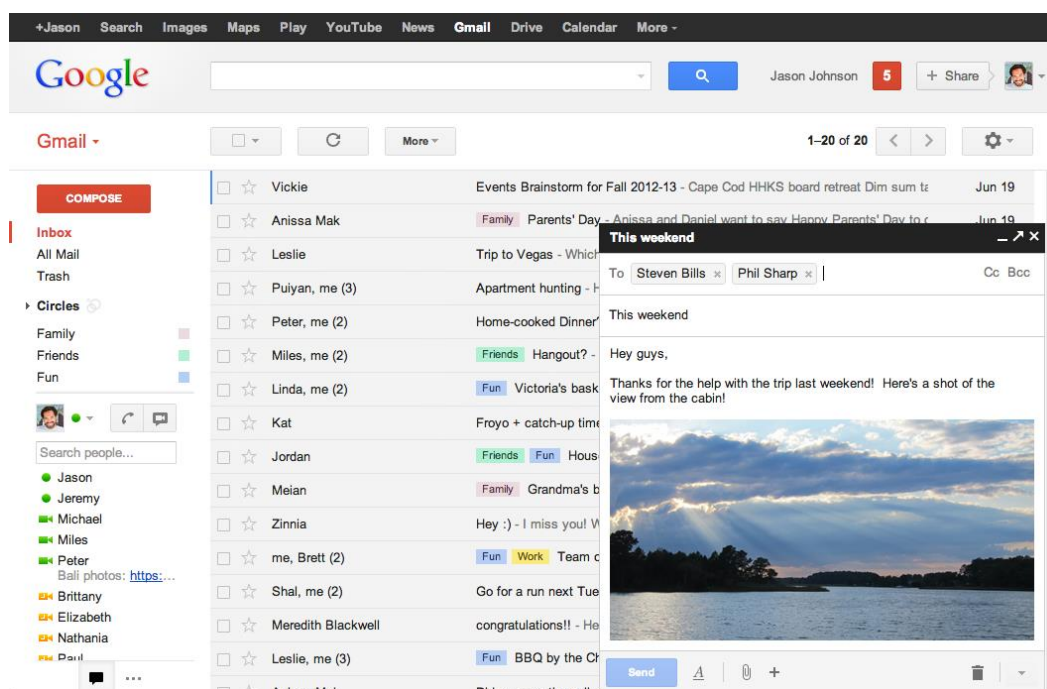 +Jason Search Images Maps Play YouTube News Gmail Drive Calendar More
Google
Jason Johnson 5 + Share
Gmail
More
1–20 of 20
COMPOSE
Inbox
All Mail
Trash
Circles
Family
Friends
Fun
Search people...
Jason
Jeremy
Michael
Miles
Peter
Bali photos: https:...
Brittany
Elizabeth
Nathania
Paul
Vickie Events Brainstorm for Fall 2012-13 - Cape Cod HHKS board retreat Dim sum ta Jun 19
Anissa Mak Family Parents' Day - Anissa and Daniel want to say Happy Parents' Day to Jun 19
Leslie Trip to Vegas - Which
Puiyan, me (3) Apartment hunting - H
Peter, me (2) Home-cooked Dinner
Miles, me (2) Friends Hangout? -
Linda, me (2) Fun Victoria's bask
Kat Froyo + catch-up time
Jordan Friends Fun Hous
Meian Family Grandma's b
Zinnia Hey :) - I miss you! W
me, Brett (2) Fun Work Team
Shal, me (2) Go for a run next Tue
Meredith Blackwell congratulations!! - He
Leslie, me (3) Fun BBQ by the Ch
This weekend
To Steven Bills × Phil Sharp × Cc Bcc
This weekend
Hey guys,
Thanks for the help with the trip last weekend! Here's a shot of the
view from the cabin!
Send A +